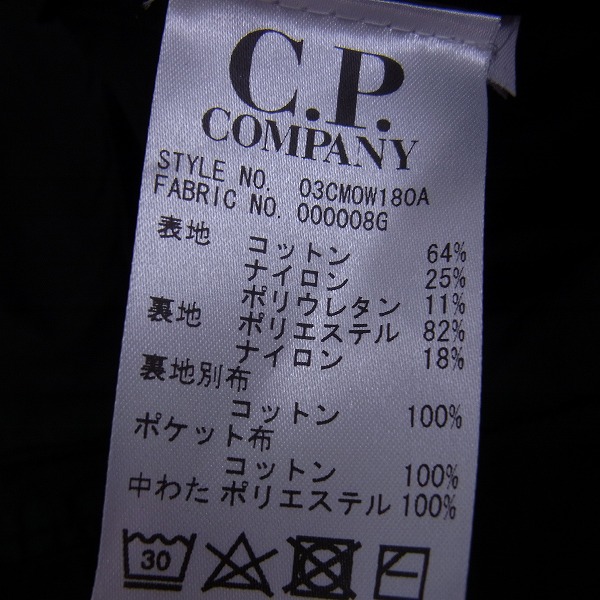 C.P.
COMPANY
STYLE NO. 03CMOW180A
FABRIC NO. 000008G
表地 コットン 64%
ナイロン 25%
ポリウレタン 11%
裏地 ポリエステル 82%
ナイロン 18%
裏地別布
コットン 100%
ポケット布
コットン 100%
中わた ポリエステル 100%
30